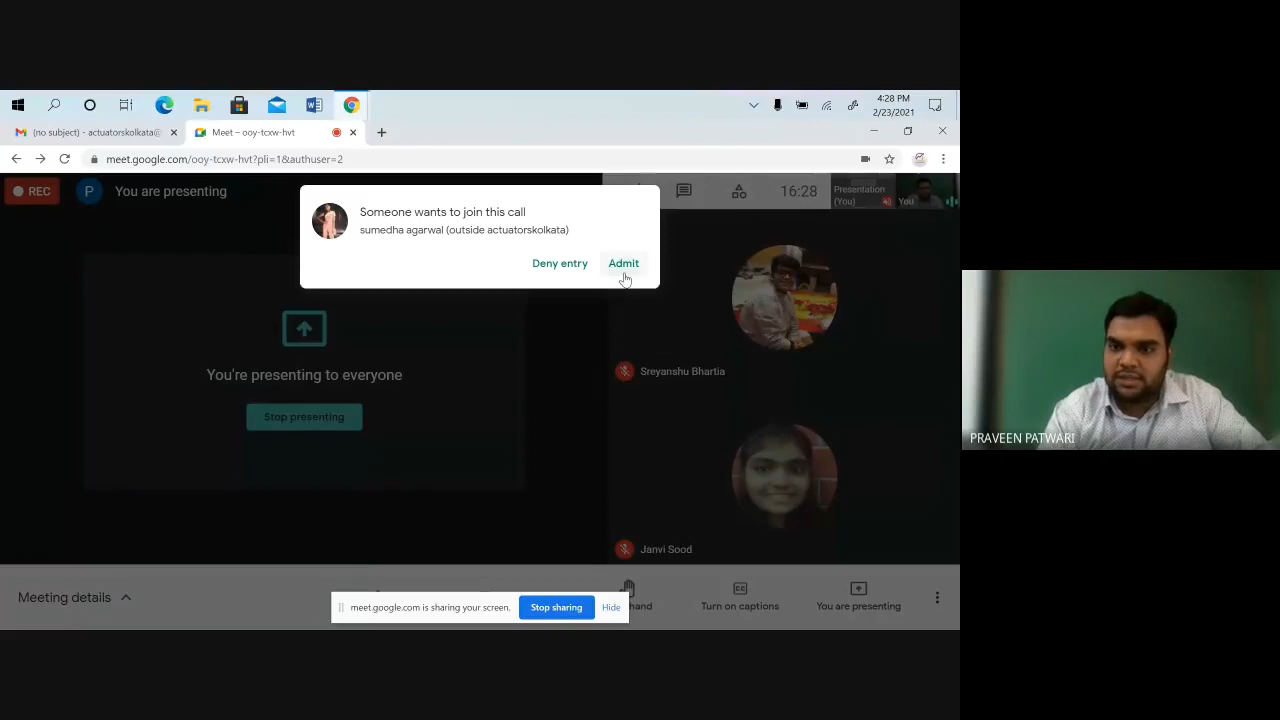 4:28 PM
2/23/2021
(no subject) - actuatorskolkata@
Meet – ooy-tcxw-hvt
meet.google.com/ooy-tcxw-hvt?pli=1&authuser=2
REC
P
You are presenting
16:28
Presentation
(You)
You
Someone wants to join this call
sumedha agarwal (outside actuatorskolkata)
Deny entry
Admit
You're presenting to everyone
Stop presenting
Sreyanshu Bhartia
Janvi Sood
PRAVEEN PATWARI
Meeting details
meet.google.com is sharing your screen.
Stop sharing
Hide
hand
CC
Turn on captions
You are presenting